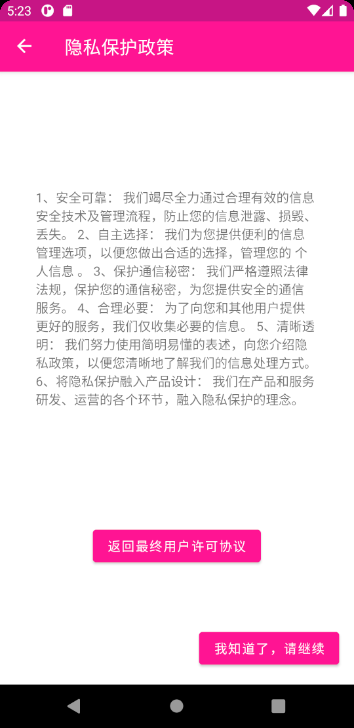 5:23
隐私保护政策
1、安全可靠： 我们竭尽全力通过合理有效的信息
安全技术及管理流程，防止您的信息泄露、损毁、
丢失。 2、自主选择： 我们为您提供便利的信息
管理选项，以便您做出合适的选择，管理您的 个
人信息 。 3、保护通信秘密： 我们严格遵照法律
法规，保护您的通信秘密，为您提供安全的通信
服务。 4、合理必要： 为了向您和其他用户提供
更好的服务，我们仅收集必要的信息。 5、清晰透
明： 我们努力使用简明易懂的表述，向您介绍隐
私政策，以便您清晰地了解我们的信息处理方式。
6、将隐私保护融入产品设计： 我们在产品和服务
研发、运营的各个环节，融入隐私保护的理念。
返回最终用户许可协议
我知道了，请继续